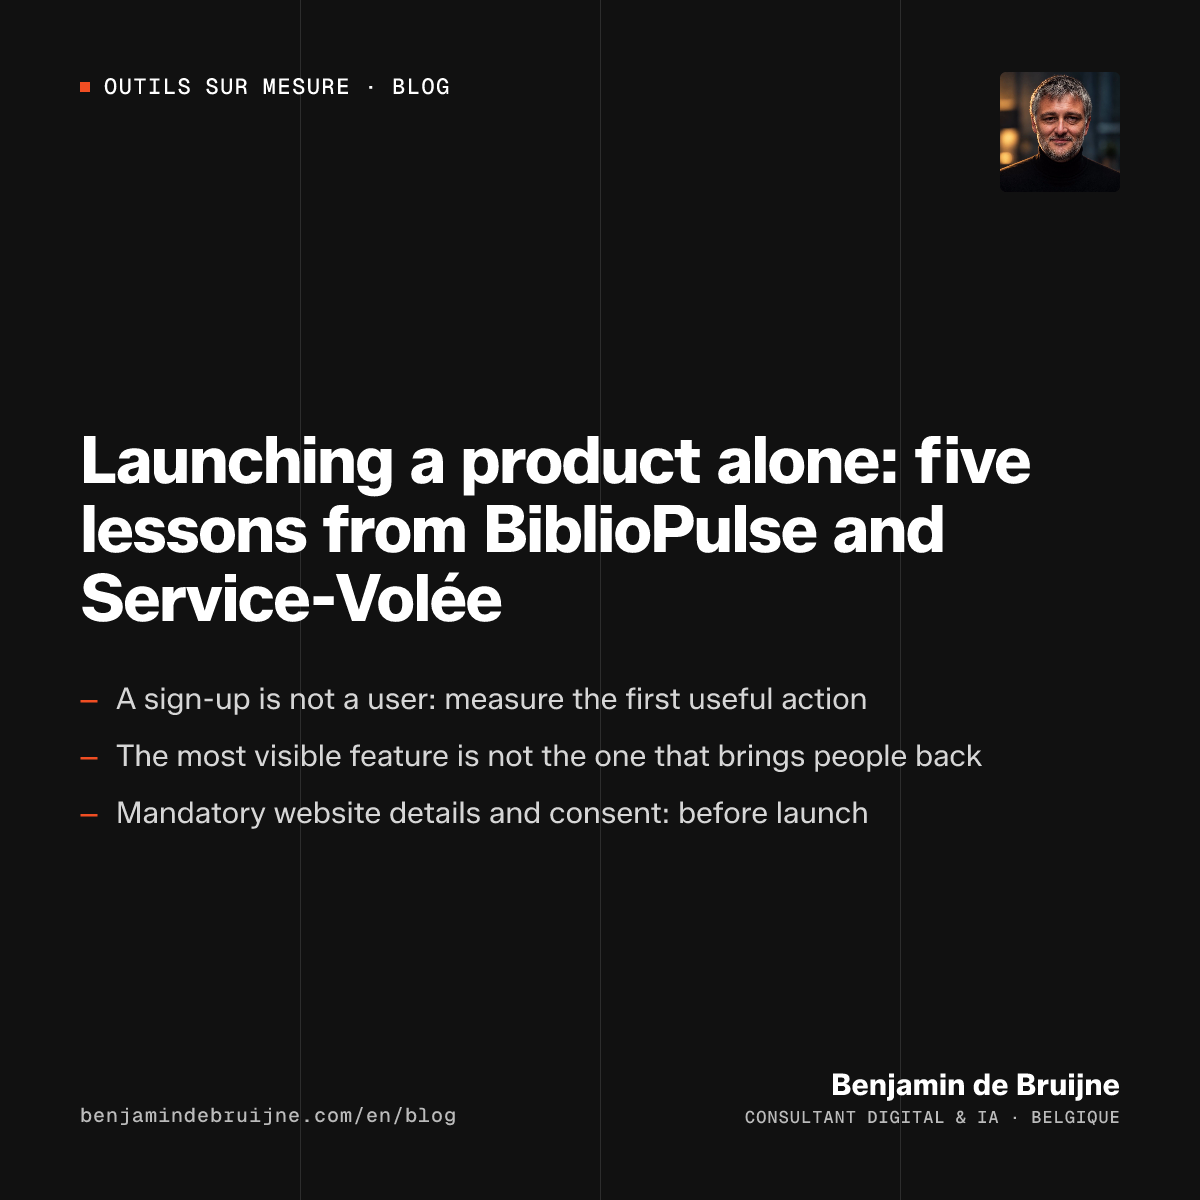 OUTILS SUR MESURE · BLOG
Launching a product alone: five
lessons from BiblioPulse and
Service-Volée
– A sign-up is not a user: measure the first useful action
– The most visible feature is not the one that brings people back
– Mandatory website details and consent: before launch
benjamindebruijne.com/en/blog
Benjamin de Bruijne
CONSULTANT DIGITAL & IA · BELGIQUE